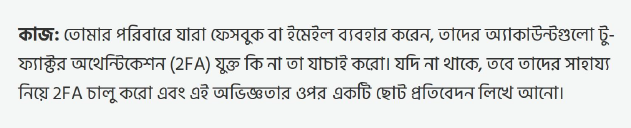 কাজ: তোমার পরিবারে যারা ফেসবুক বা ইমেইল ব্যবহার করেন, তাদের অ্যাকাউন্টগুলো টু-
ফ্যাক্টর অথেন্টিকেশন (2FA) যুক্ত কি না তা যাচাই করো। যদি না থাকে, তবে তাদের সাহায্য
নিয়ে 2FA চালু করো এবং এই অভিজ্ঞতার ওপর একটি ছোট প্রতিবেদন লিখে আনো।